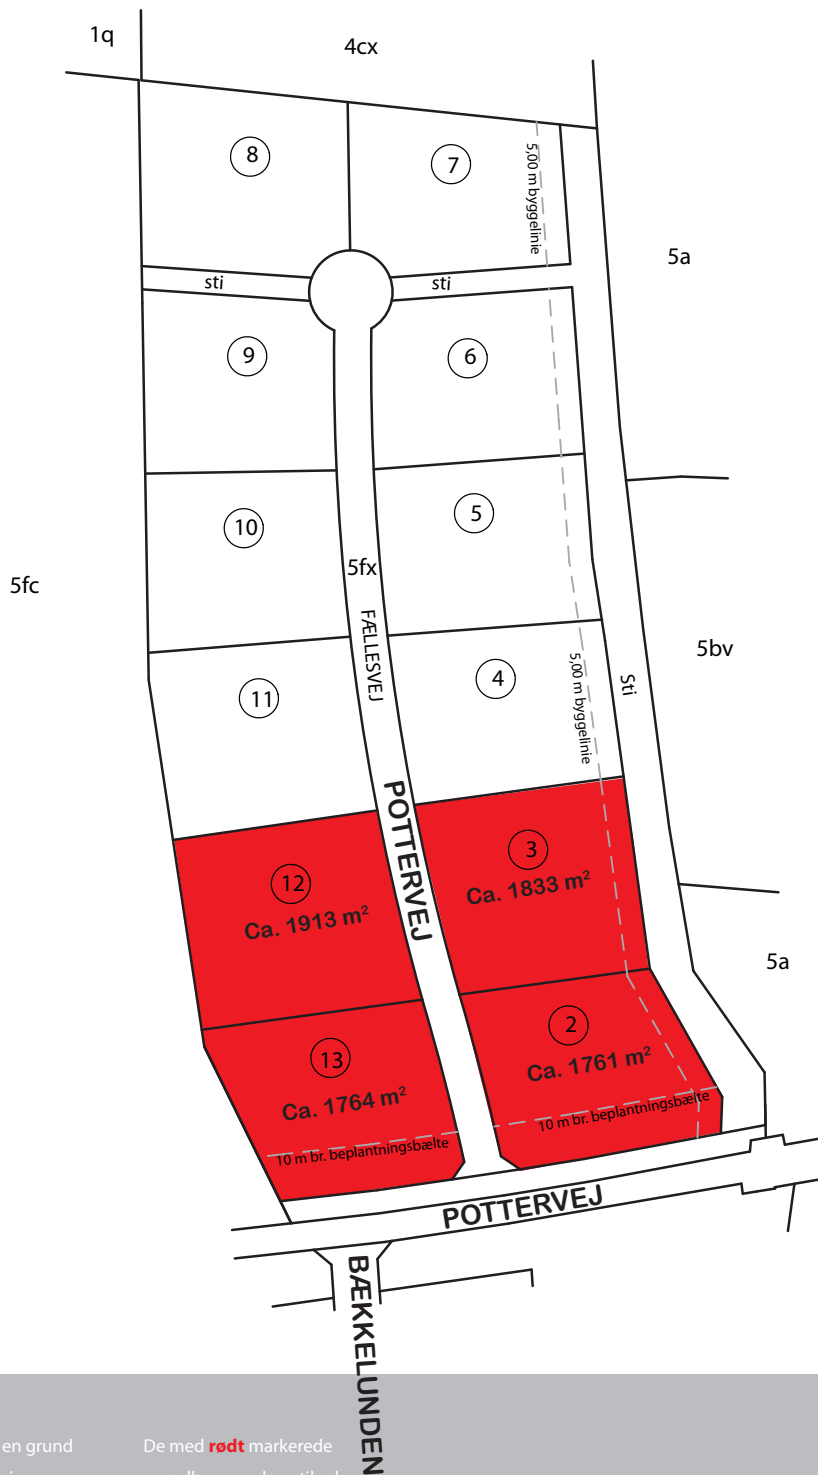 1q
4cx
8
7
5,00 m byggelinie
5a
sti
sti
9
6
10
5
5fc
5fx
FÆLLESVEJ
5bv
11
4
5,00 m byggelinie
Sti
POTTERVEJ
12
Ca. 1913 m²
3
Ca. 1833 m²
5a
13
Ca. 1764 m²
2
Ca. 1761 m²
10 m br. beplantningsbælte
10 m br. beplantningsbælte
POTTERVEJ
BÆKKELUNDEN
en grund
De med rødt markerede